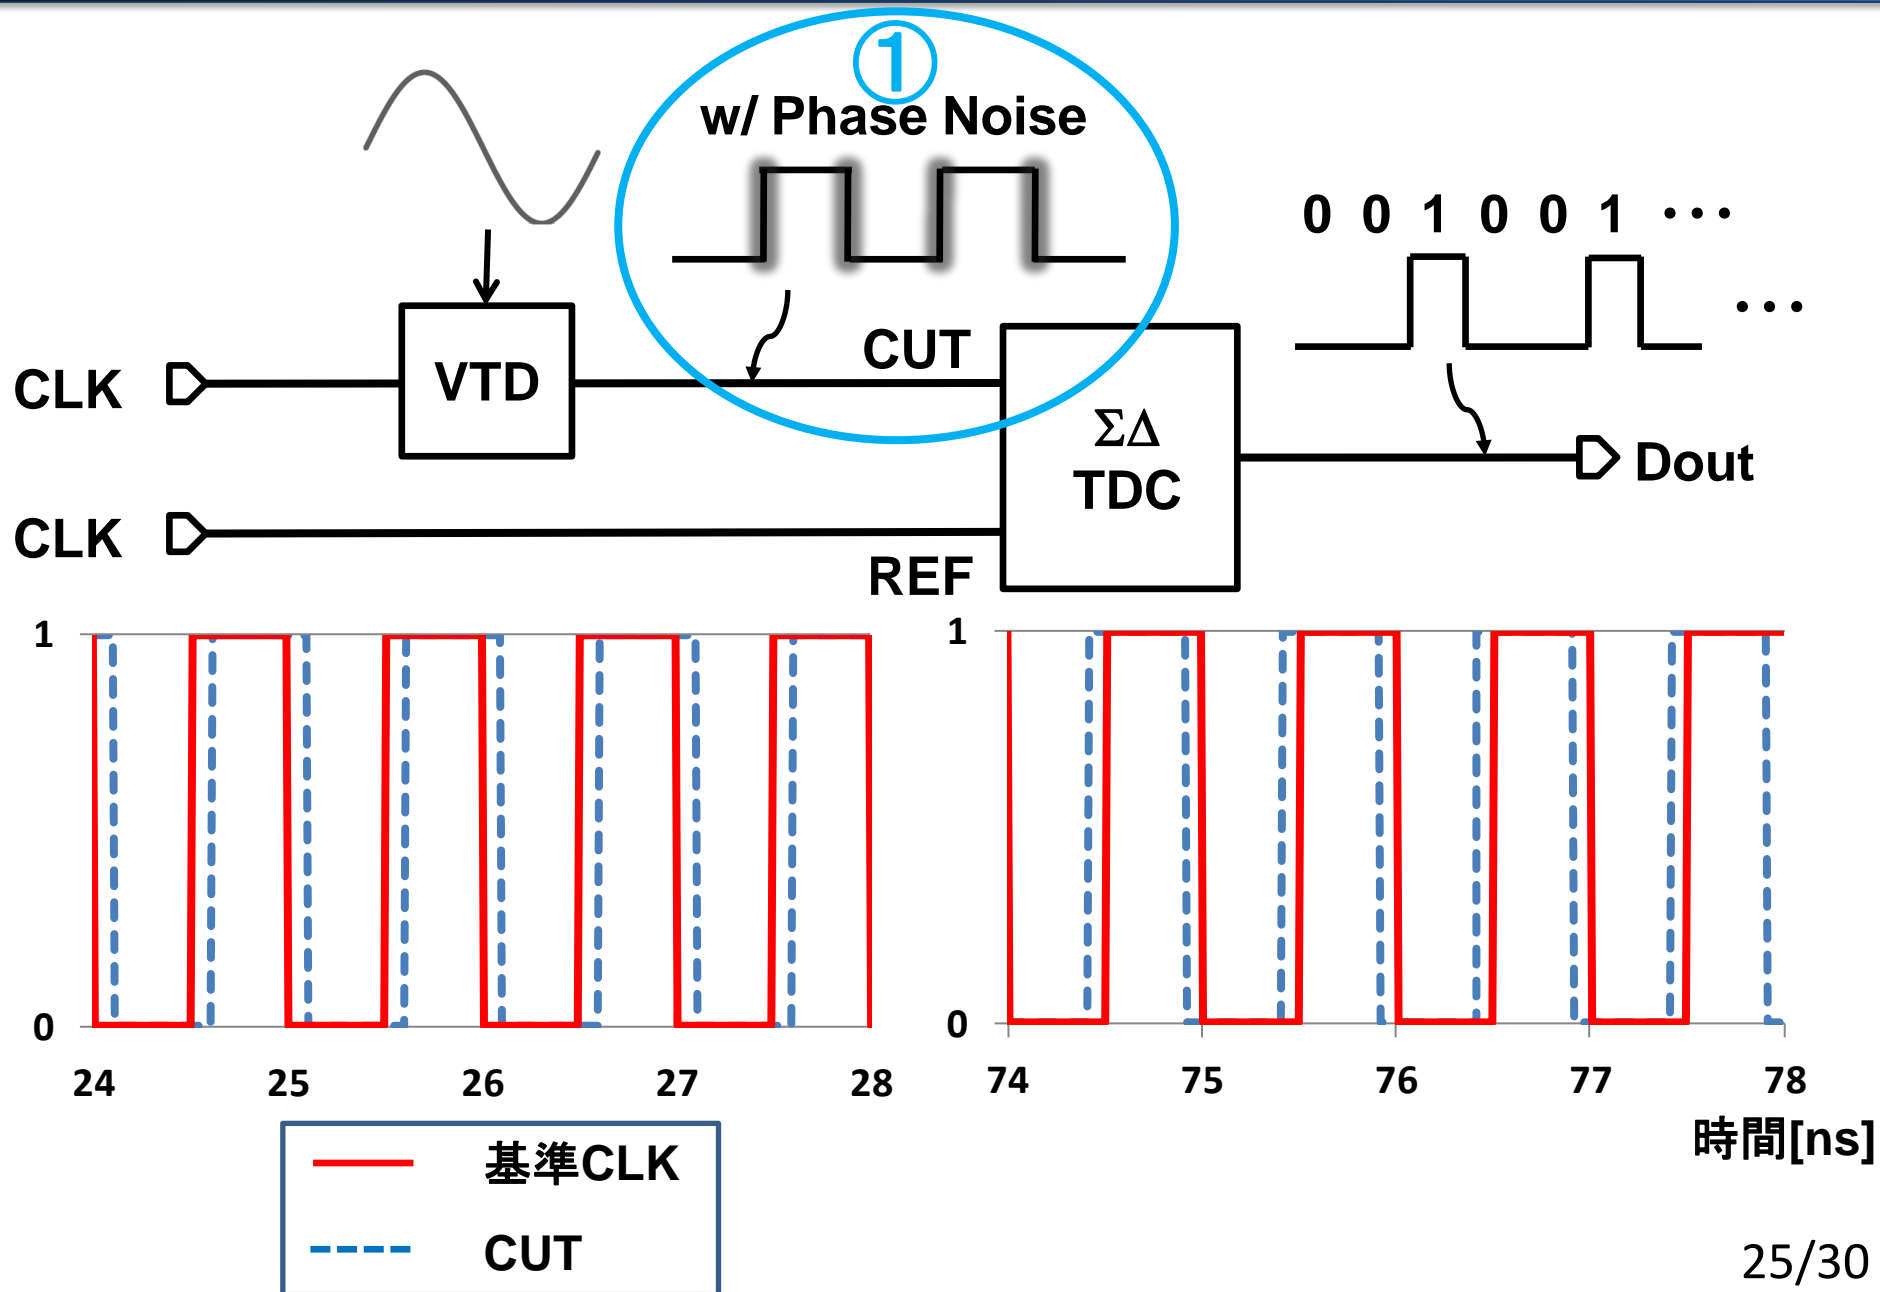 ①
w/ Phase Noise
0 0 1 0 0 1 ・・・
・・・
CLK
VTD
CUT
ΣΔ
TDC
Dout
CLK
REF
1
0
24 25 26 27 28
1
0
74 75 76 77 78
時間[ns]
基準CLK
CUT
25/30